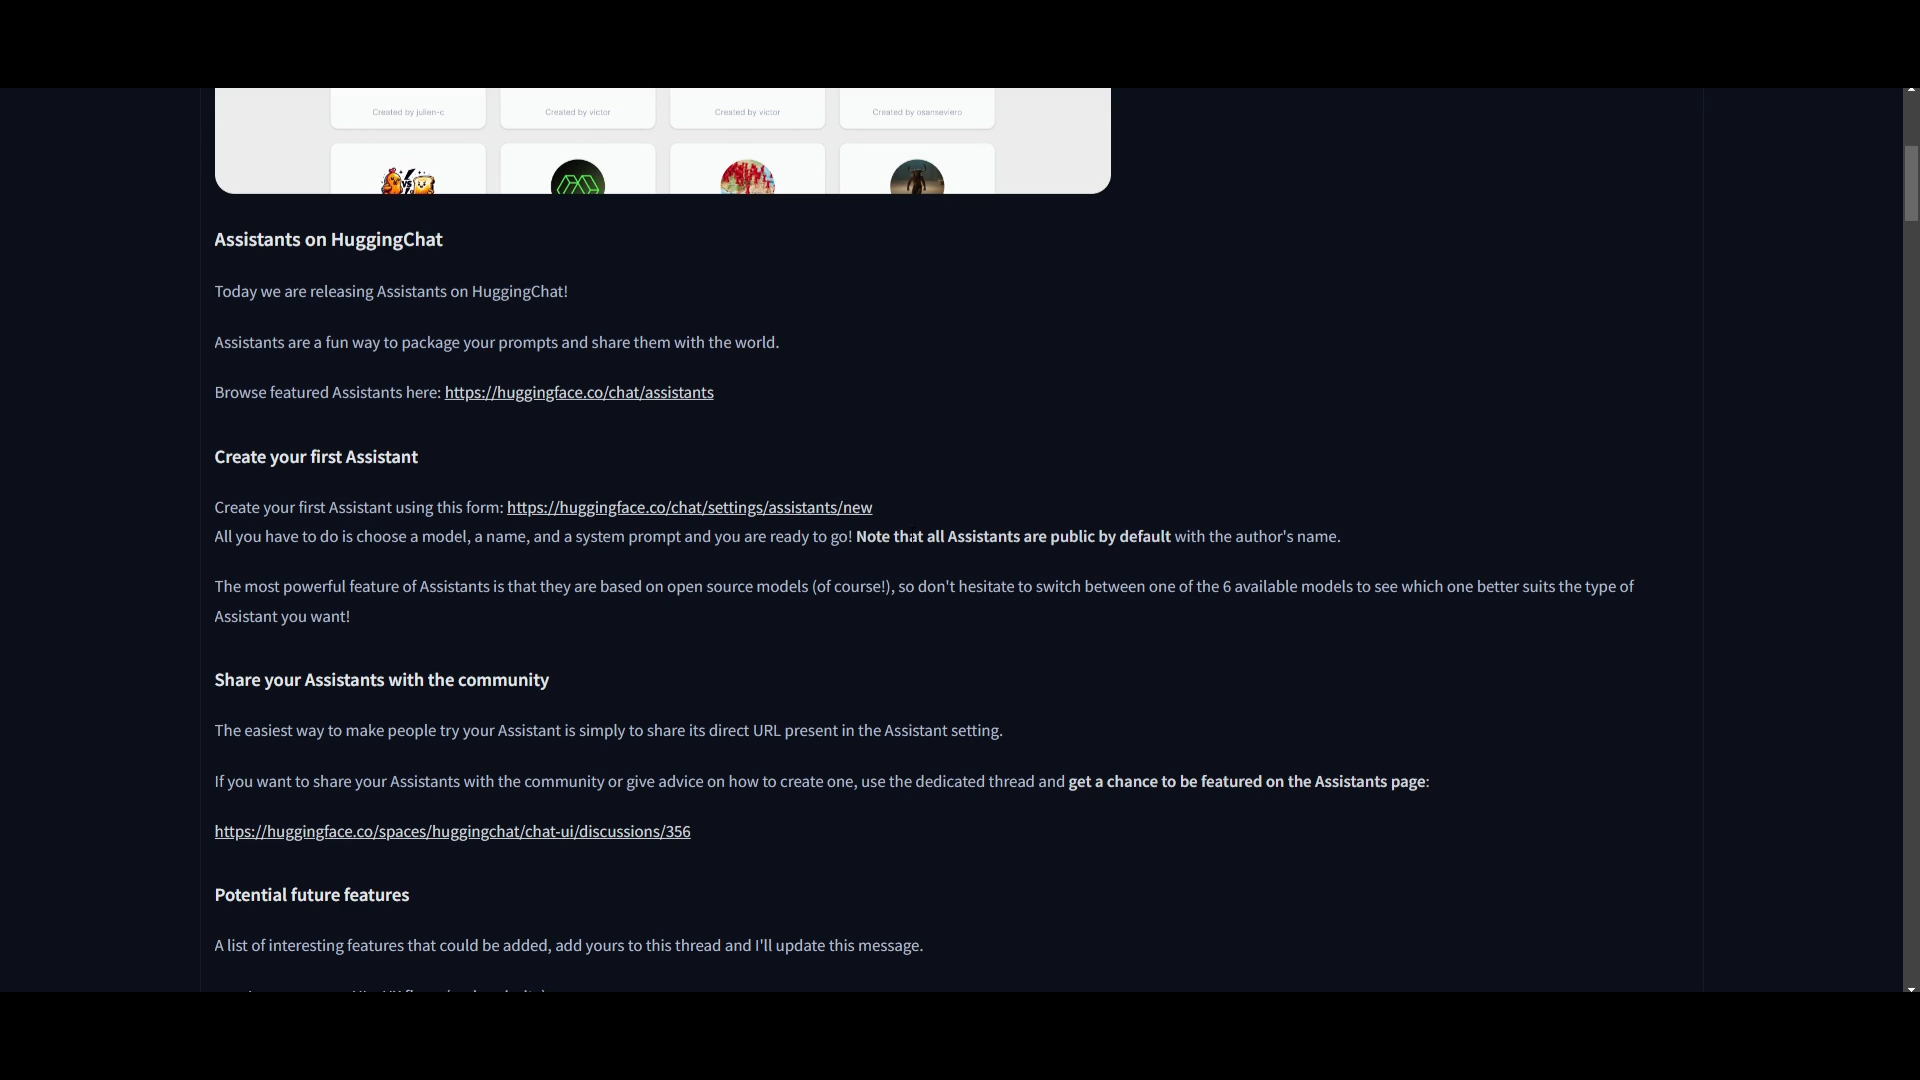 Created by julien-c
Created by victor
Created by victor
Created by osanseviero
VS
Assistants on HuggingChat
Today we are releasing Assistants on HuggingChat!
Assistants are a fun way to package your prompts and share them with the world.
Browse featured Assistants here: https://huggingface.co/chat/assistants
Create your first Assistant
Create your first Assistant using this form: https://huggingface.co/chat/settings/assistants/new
All you have to do is choose a model, a name, and a system prompt and you are ready to go! Note that all Assistants are public by default with the author's name.
The most powerful feature of Assistants is that they are based on open source models (of course!), so don't hesitate to switch between one of the 6 available models to see which one better suits the type of
Assistant you want!
Share your Assistants with the community
The easiest way to make people try your Assistant is simply to share its direct URL present in the Assistant setting.
If you want to share your Assistants with the community or give advice on how to create one, use the dedicated thread and get a chance to be featured on the Assistants page:
https://huggingface.co/spaces/huggingchat/chat-ui/discussions/356
Potential future features
A list of interesting features that could be added, add yours to this thread and I'll update this message.